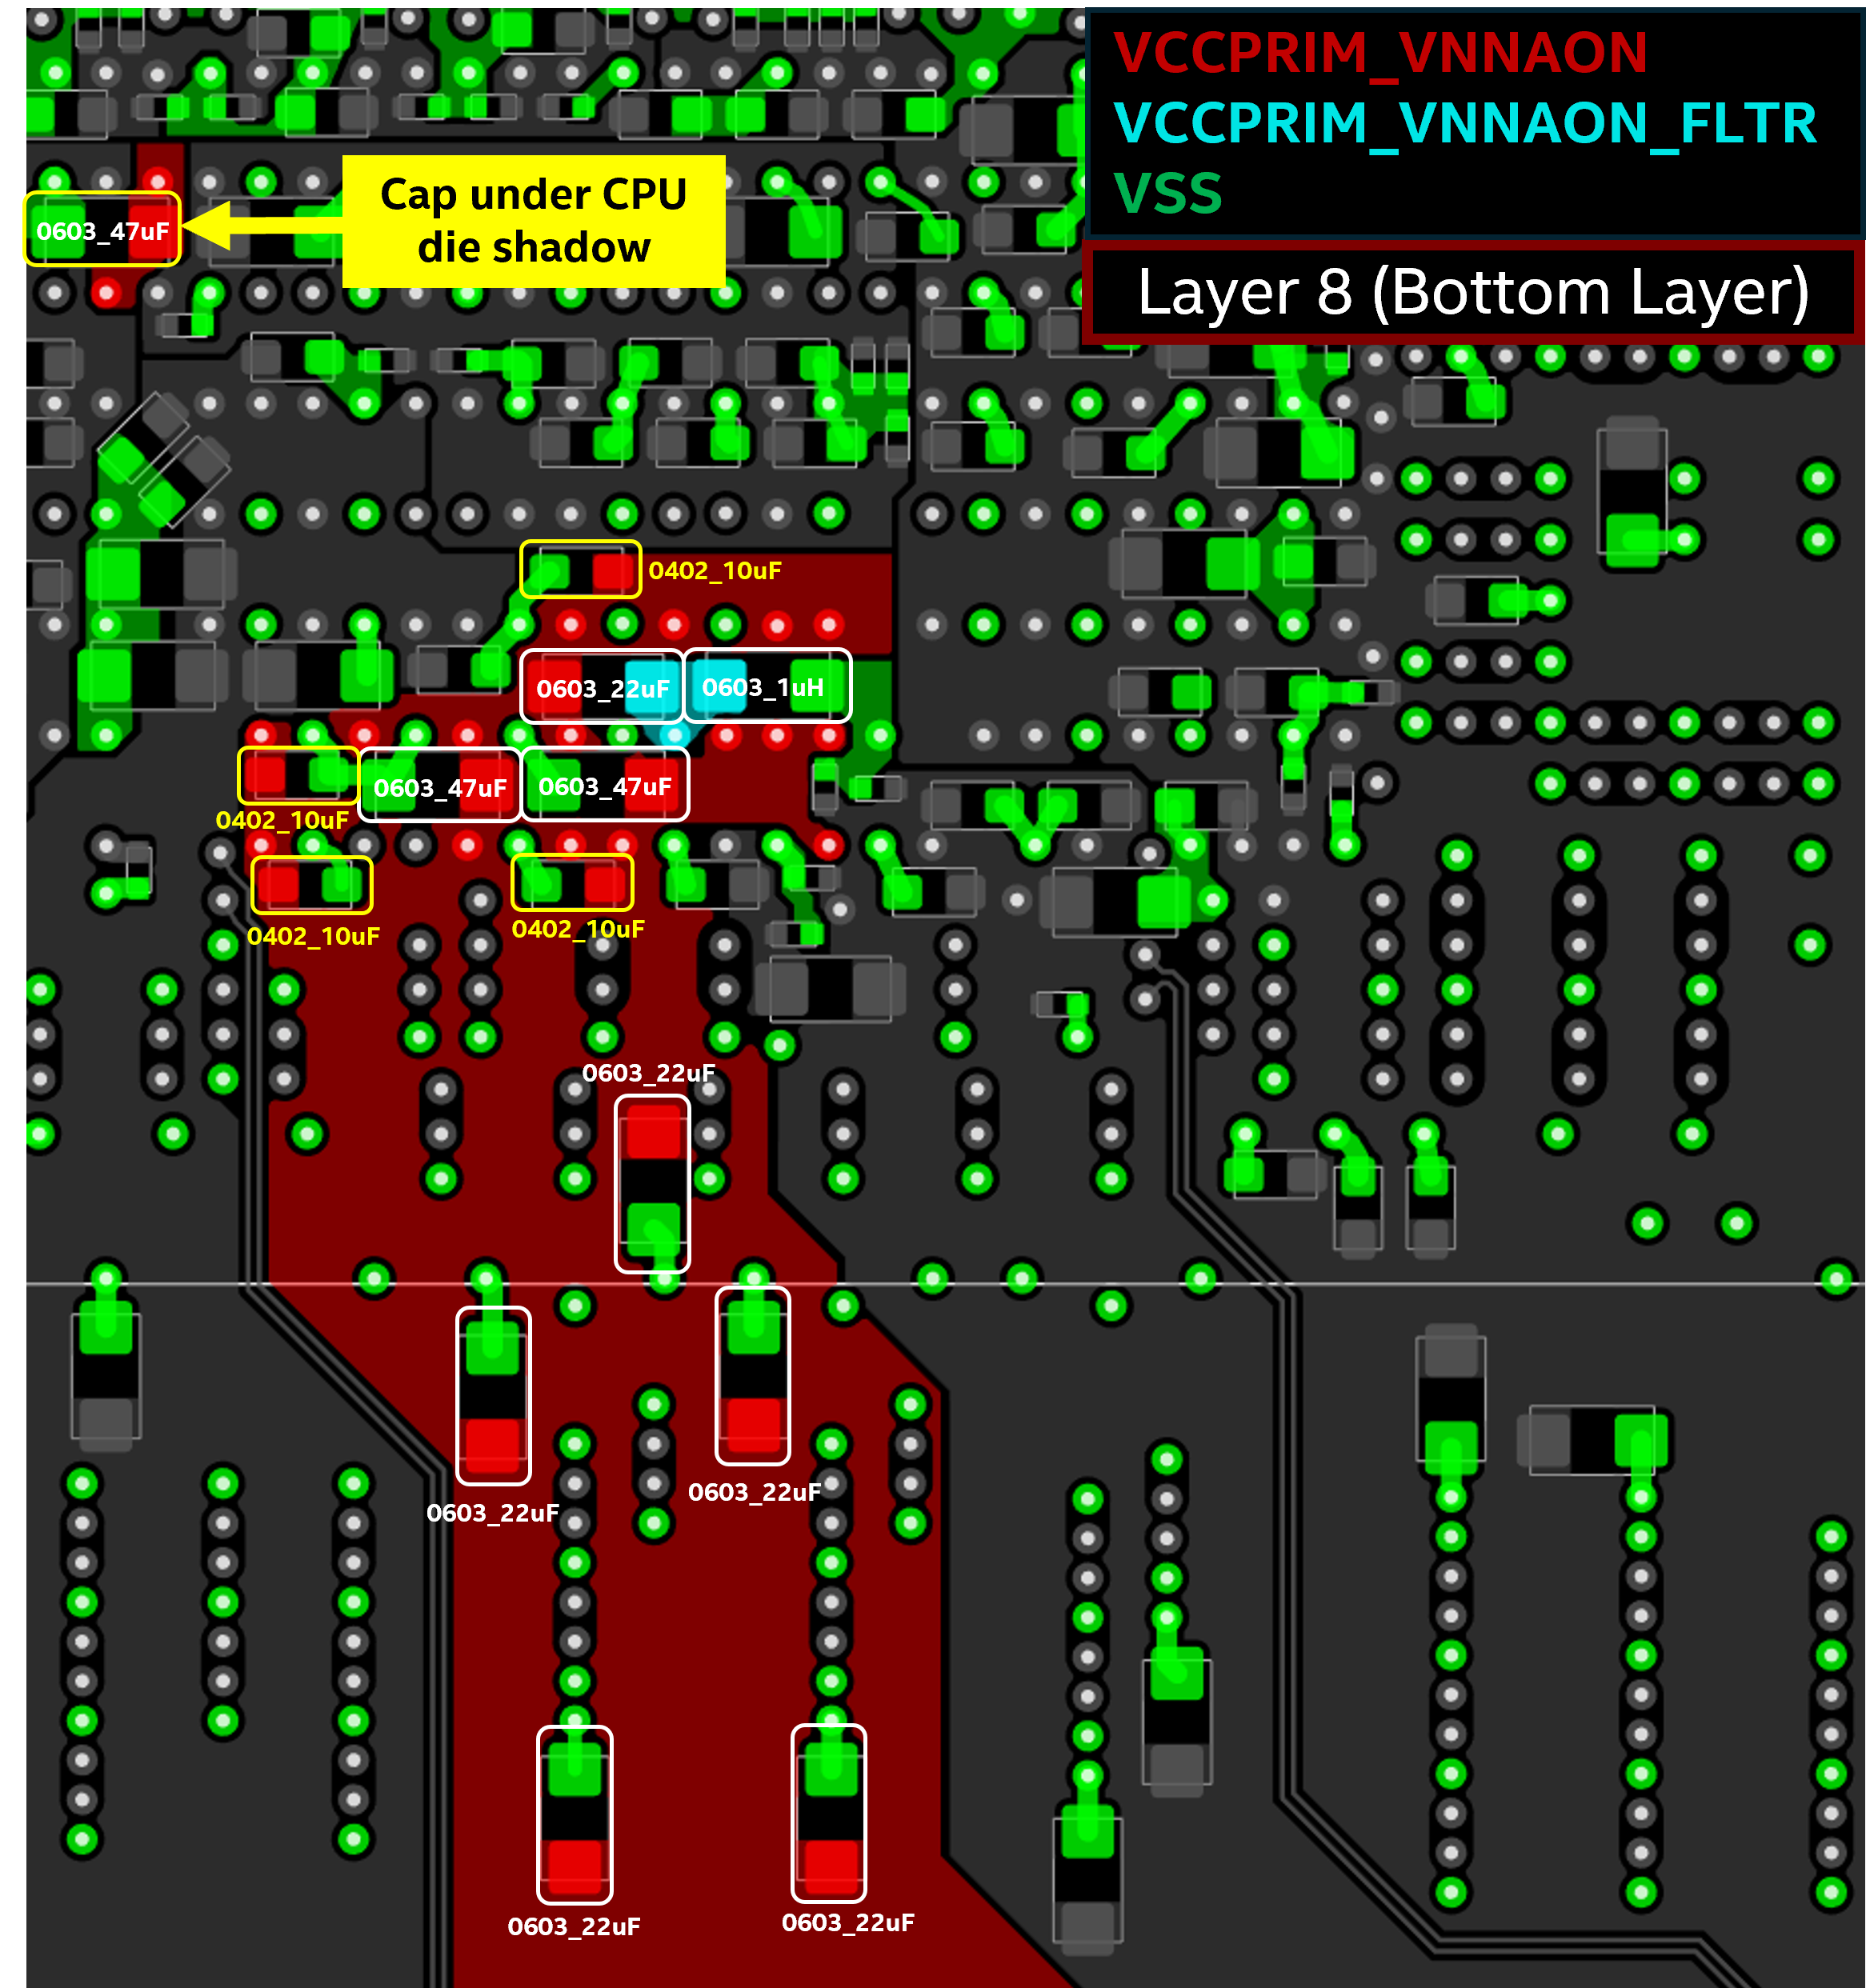 VCCPRIM_VNNAON
VCCPRIM_VNNAON_FLTR
VSS
Layer 8 (Bottom Layer)
Cap under CPU
die shadow
0603_47uF
0402_10uF
0603_22uF
0603_1uH
0603_47uF
0603_47uF
0402_10uF
0402_10uF
0402_10uF
0603_22uF
0603_22uF
0603_22uF
0603_22uF
0603_22uF